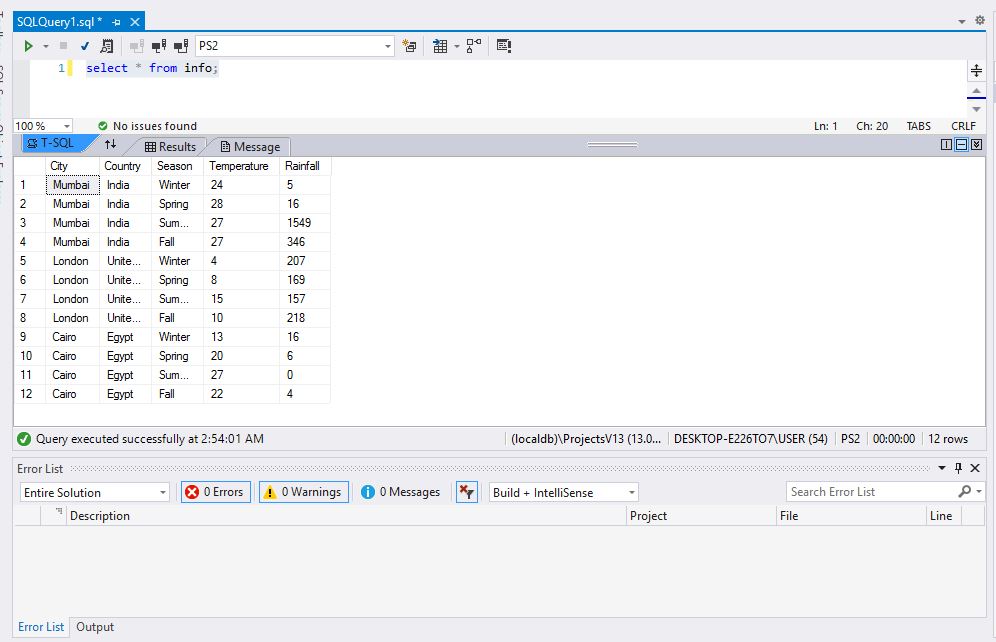 SQLQuery1.sql *
PS2
1 select * from info;
100 % No issues found Ln: 1 Ch: 20 TABS CRLF
T-SQL Results Message
City Country Season Temperature Rainfall
1 Mumbai India Winter 24 5
2 Mumbai India Spring 28 16
3 Mumbai India Sum... 27 1549
4 Mumbai India Fall 27 346
5 London Unite... Winter 4 207
6 London Unite... Spring 8 169
7 London Unite... Sum... 15 157
8 London Unite... Fall 10 218
9 Cairo Egypt Winter 13 16
10 Cairo Egypt Spring 20 6
11 Cairo Egypt Sum... 27 0
12 Cairo Egypt Fall 22 4
Query executed successfully at 2:54:01 AM (localdb)\ProjectsV13 (13.0... DESKTOP-E226TO7\USER (54) PS2 00:00:00 12 rows
Error List
Entire Solution 0 Errors 0 Warnings 0 Messages Build + IntelliSense Search Error List
Description Project File Line
Error List Output